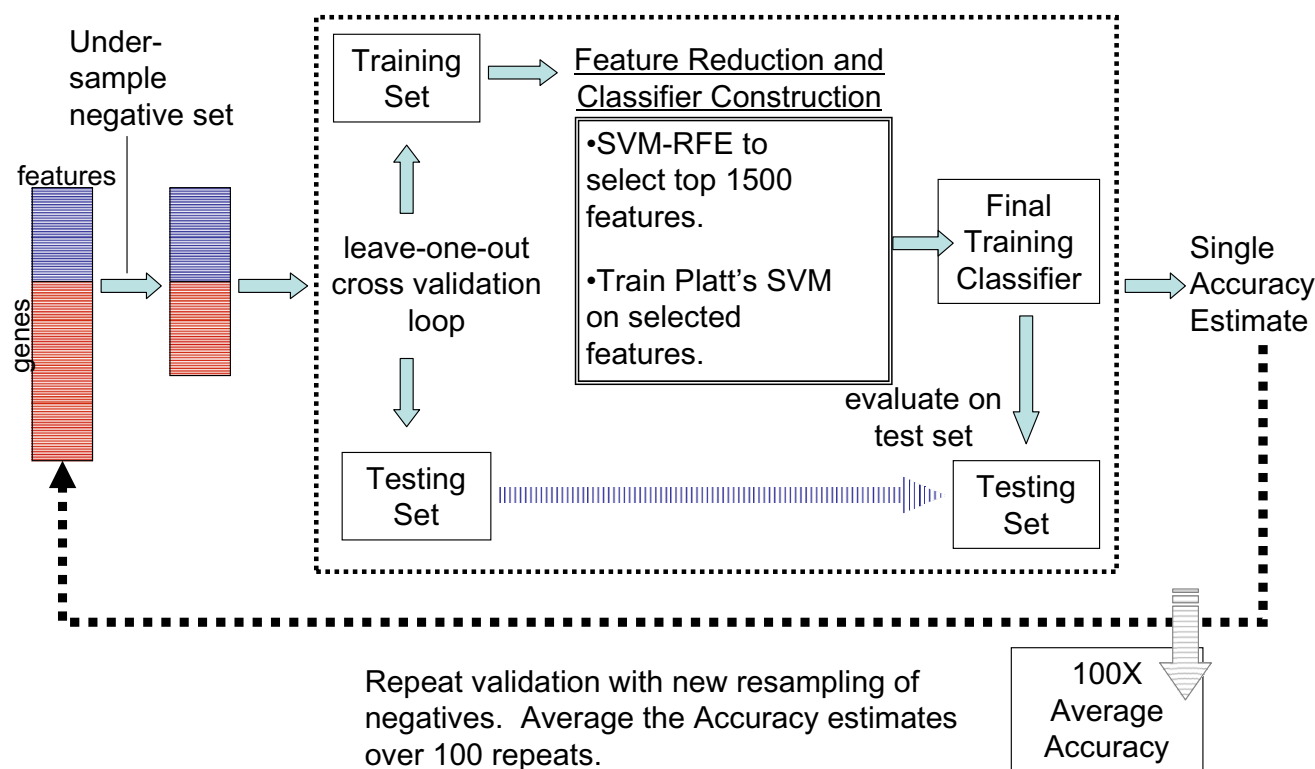 Under-
sample
negative set
features
genes
Training
Set
Feature Reduction and
Classifier Construction
•SVM-RFE to
select top 1500
features.
•Train Platt’s SVM
on selected
features.
leave-one-out
cross validation
loop
Final
Training
Classifier
Single
Accuracy
Estimate
evaluate on
test set
Testing
Set
Testing
Set
Repeat validation with new resampling of
negatives.  Average the Accuracy estimates
over 100 repeats.
100X
Average
Accuracy